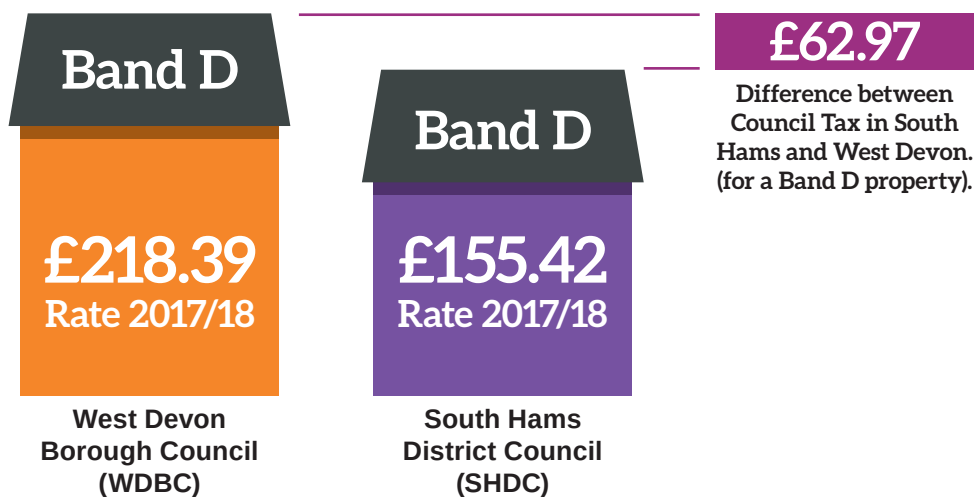 Band D
£218.39
Rate 2017/18
West Devon
Borough Council
(WDBC)
Band D
£155.42
Rate 2017/18
South Hams
District Council
(SHDC)
£62.97
Difference between
Council Tax in South
Hams and West Devon.
(for a Band D property).